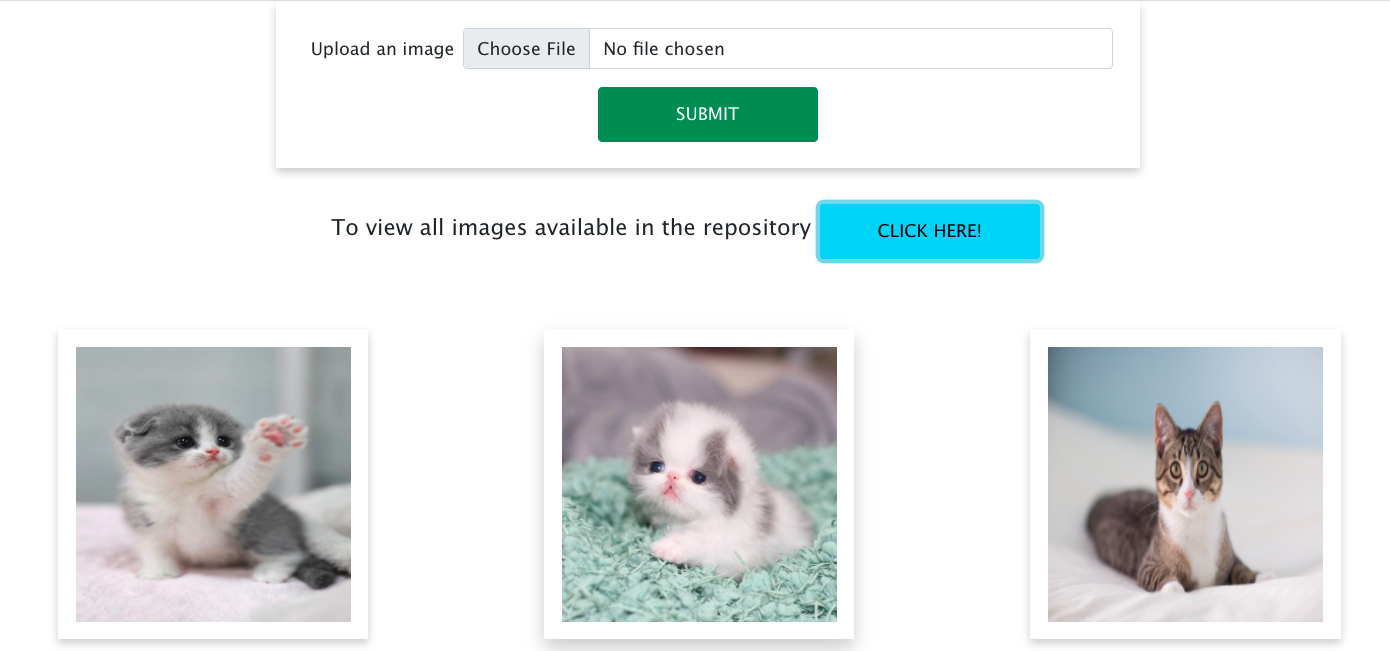 Upload an image Choose File No file chosen
SUBMIT
To view all images available in the repository CLICK HERE!